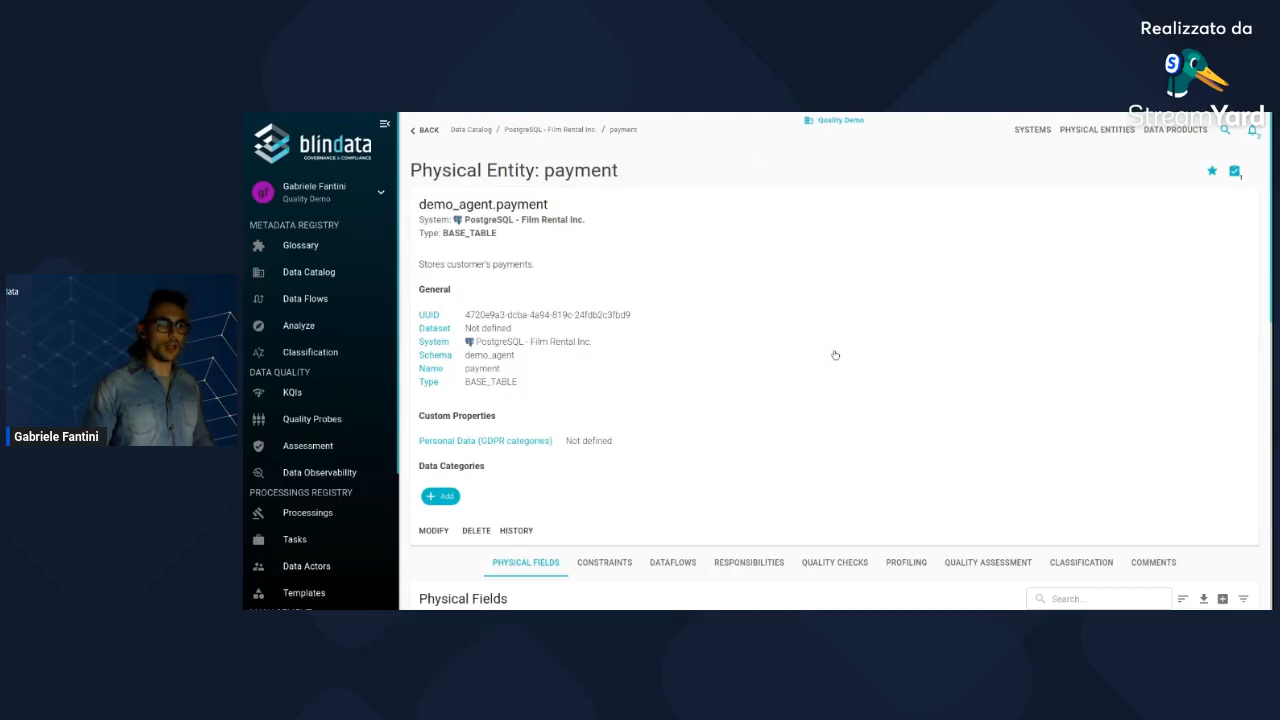 Realizzato da
StreamYard
blindata
GOVERNANCE & COMPLIANCE
gf
Gabriele Fantini
Quality Demo
METADATA REGISTRY
Glossary
Data Catalog
Data Flows
Analyze
Classification
DATA QUALITY
KQIs
Quality Probes
Assessment
Data Observability
PROCESSINGS REGISTRY
Processings
Tasks
Data Actors
Templates
Quality Demo
BACK Data Catalog / PostgreSQL - Film Rental Inc. / payment
SYSTEMS PHYSICAL ENTITIES DATA PRODUCTS
Physical Entity: payment
demo_agent.payment
System: PostgreSQL - Film Rental Inc.
Type: BASE_TABLE
Stores customer's payments.
General
UUID 4720e9a3-dcba-4a94-819c-24fdb2c3fbd9
Dataset Not defined
System PostgreSQL - Film Rental Inc.
Schema demo_agent
Name payment
Type BASE_TABLE
Custom Properties
Personal Data (GDPR categories) Not defined
Data Categories
+ Add
MODIFY DELETE HISTORY
PHYSICAL FIELDS CONSTRAINTS DATAFLOWS RESPONSIBILITIES QUALITY CHECKS PROFILING QUALITY ASSESSMENT CLASSIFICATION COMMENTS
Physical Fields
Search...
data
Gabriele Fantini